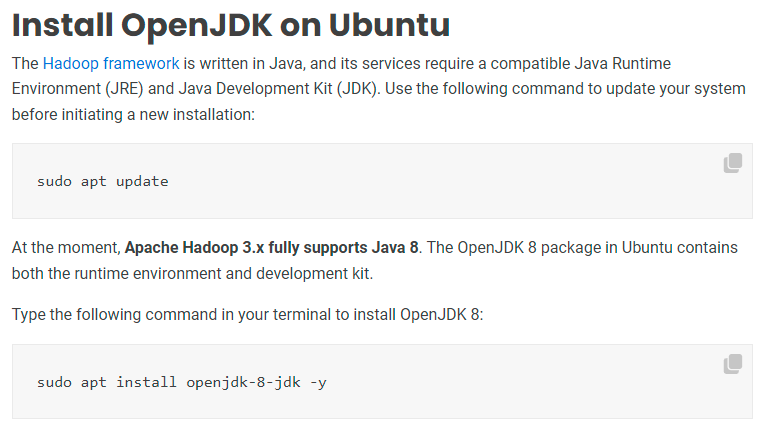 Install OpenJDK on Ubuntu
The Hadoop framework is written in Java, and its services require a compatible Java Runtime
Environment (JRE) and Java Development Kit (JDK). Use the following command to update your system
before initiating a new installation:
sudo apt update
At the moment, Apache Hadoop 3.x fully supports Java 8. The OpenJDK 8 package in Ubuntu contains
both the runtime environment and development kit.
Type the following command in your terminal to install OpenJDK 8:
sudo apt install openjdk-8-jdk -y